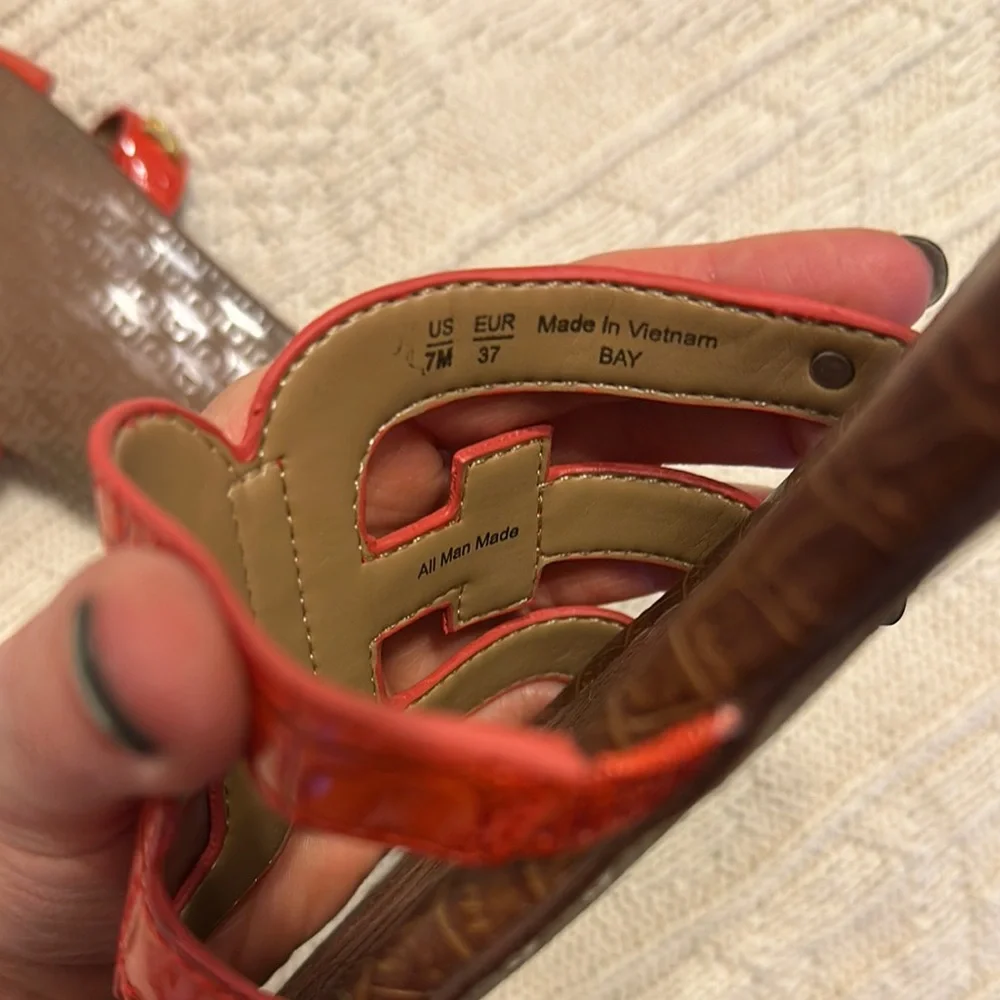 US EUR Made In Vietnam
7M 37 BAY
All Man Made